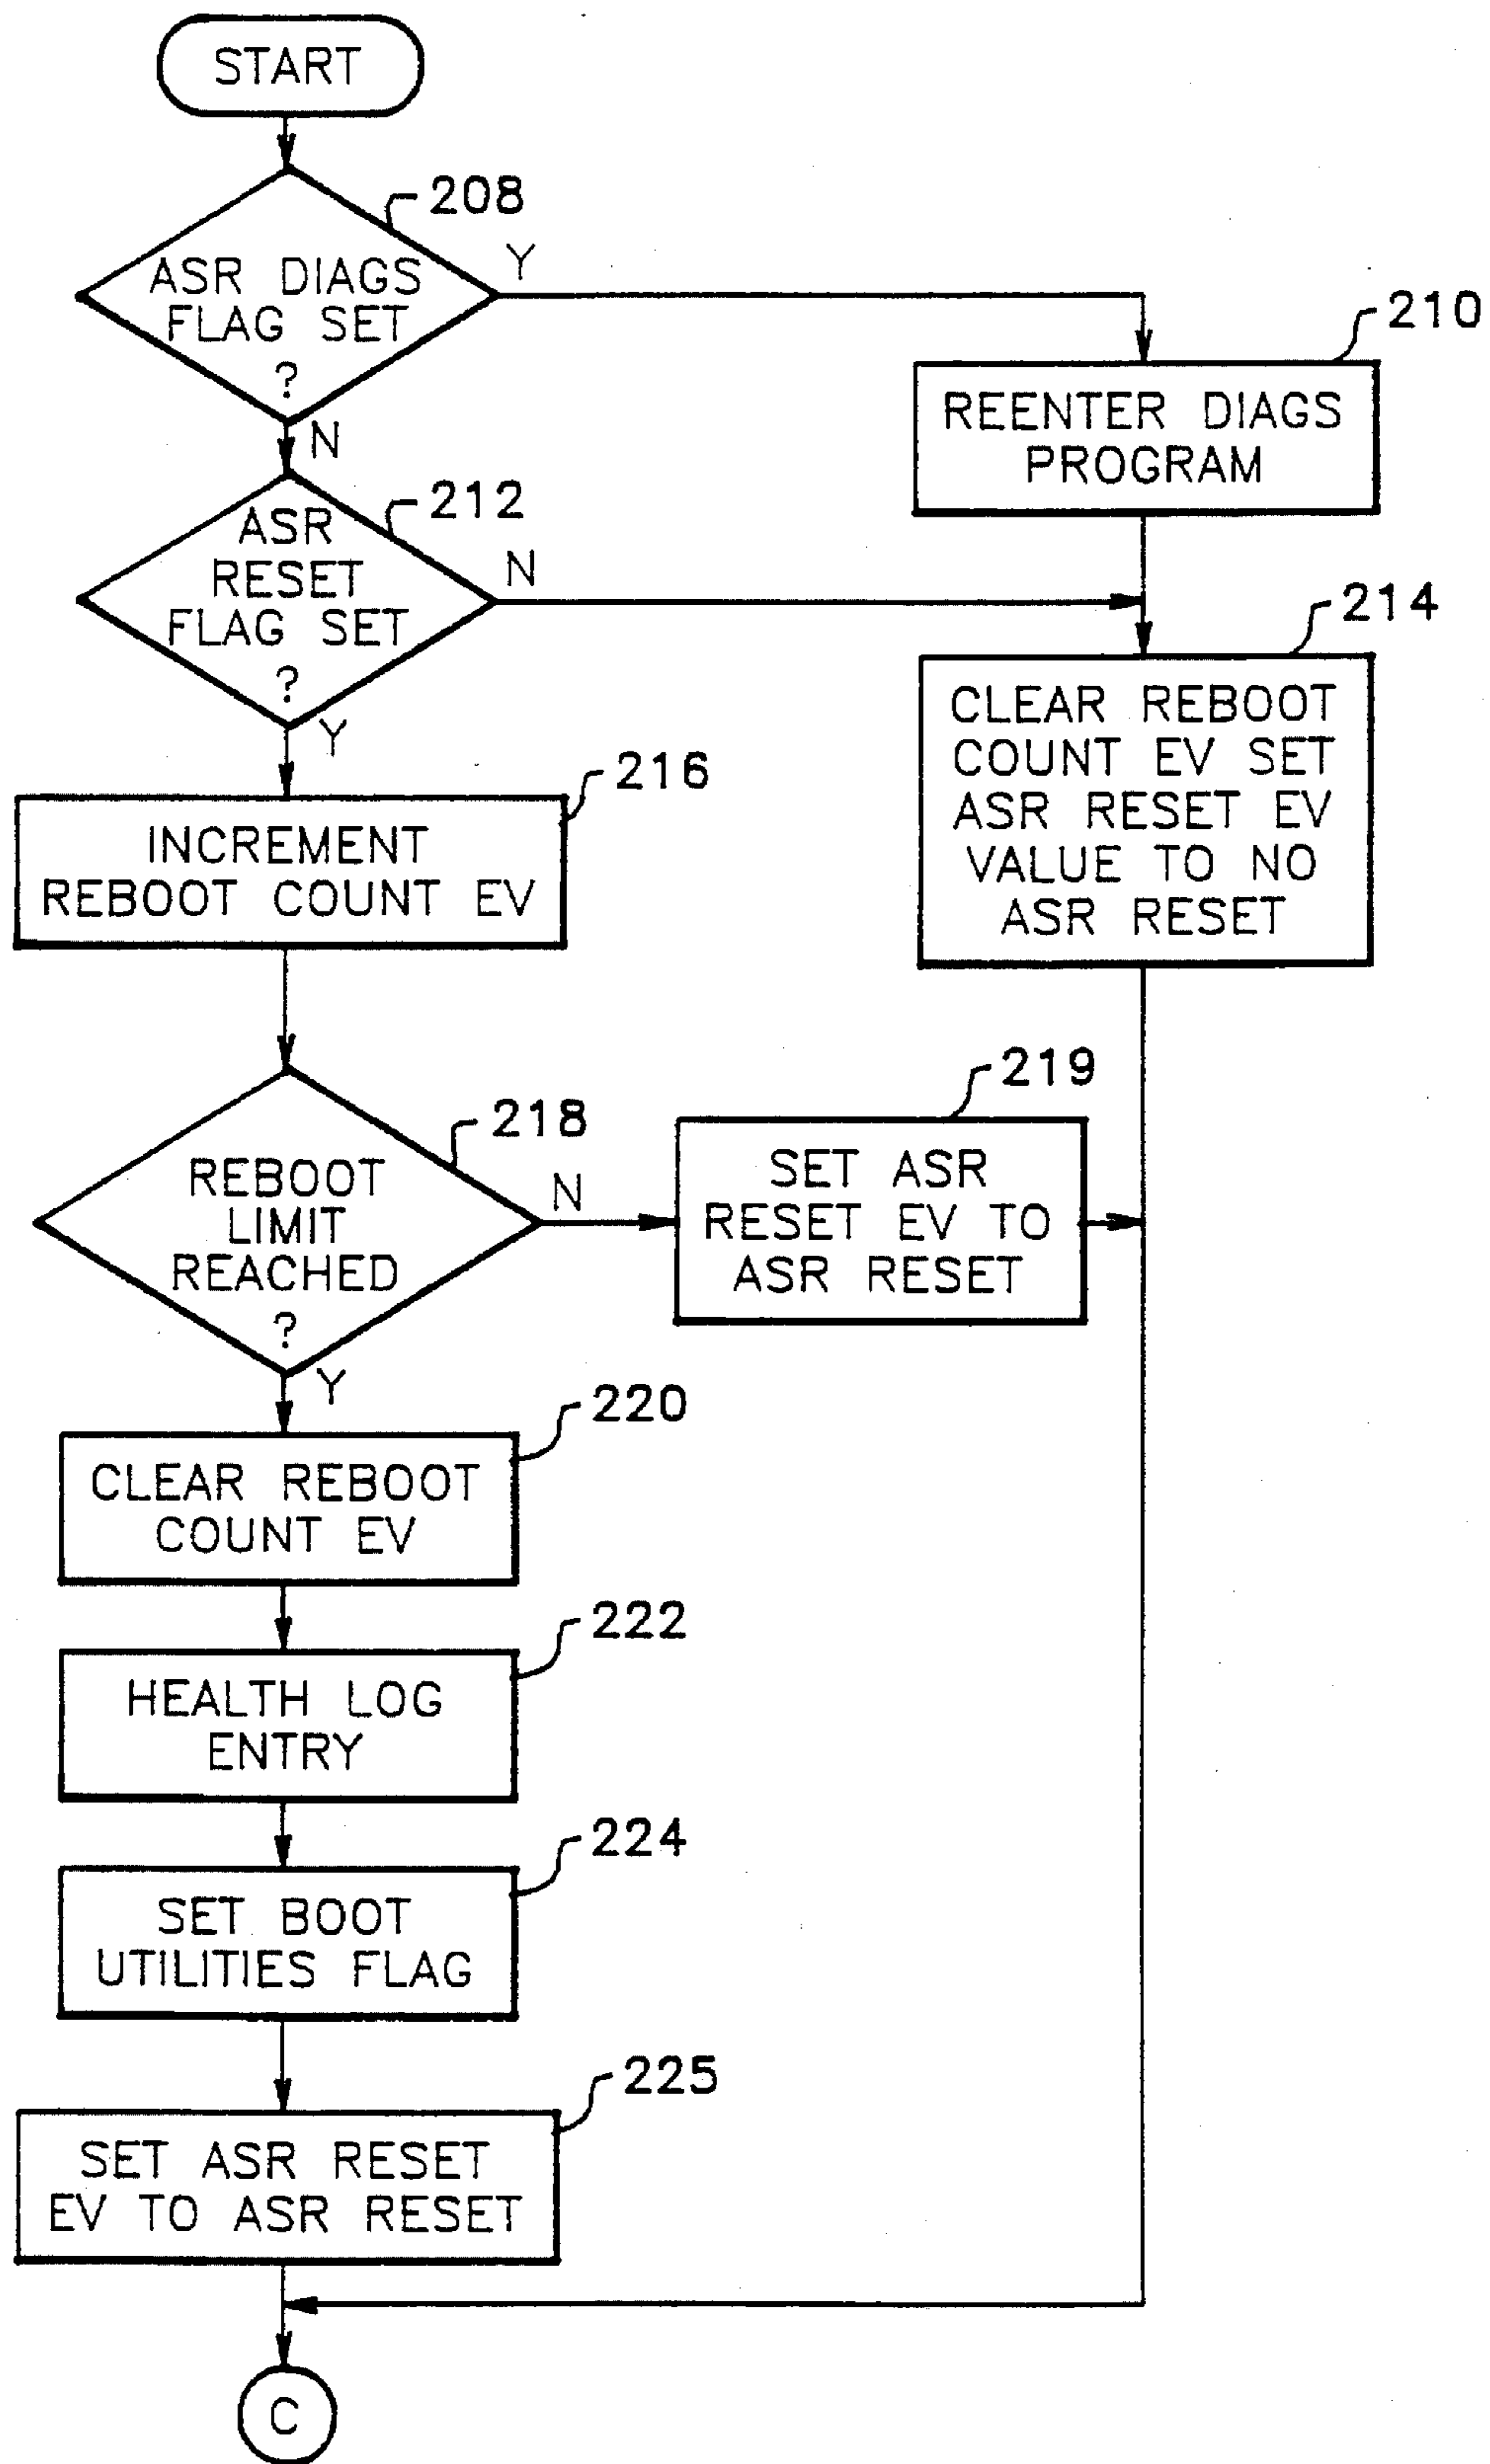 START
208
ASR DIAGS
FLAG SET
?
Y
N
210
REENTER DIAGS
PROGRAM
212
ASR
RESET
FLAG SET
?
N
Y
214
CLEAR REBOOT
COUNT EV SET
ASR RESET EV
VALUE TO NO
ASR RESET
216
INCREMENT
REBOOT COUNT EV
218
REBOOT
LIMIT
REACHED
?
N
Y
219
SET ASR
RESET EV TO
ASR RESET
220
CLEAR REBOOT
COUNT EV
222
HEALTH LOG
ENTRY
224
SET BOOT
UTILITIES FLAG
225
SET ASR RESET
EV TO ASR RESET
C